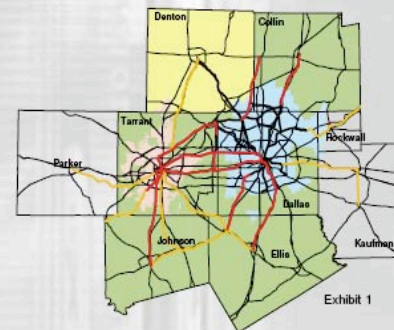 Denton
Collin
Tarrant
Rockwall
Parker
Dallas
Johnson
Ellis
Kaufman
Exhibit 1